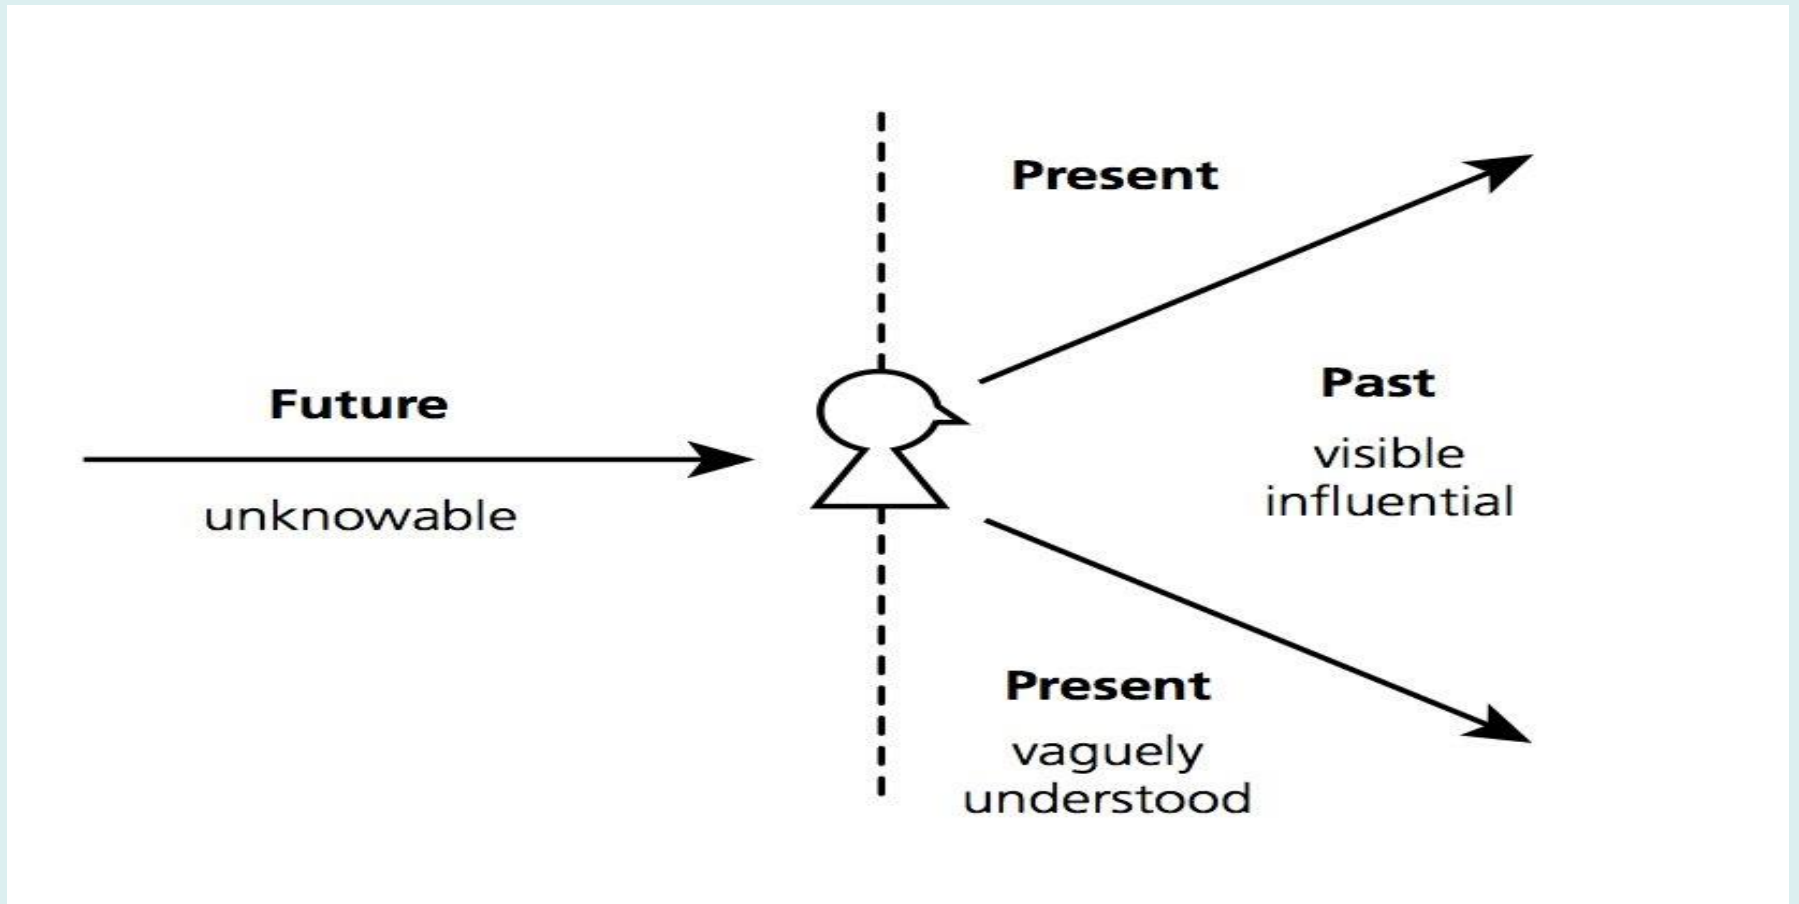 Present
Future
unknowable
Past
visible
influential
Present
vaguely
understood